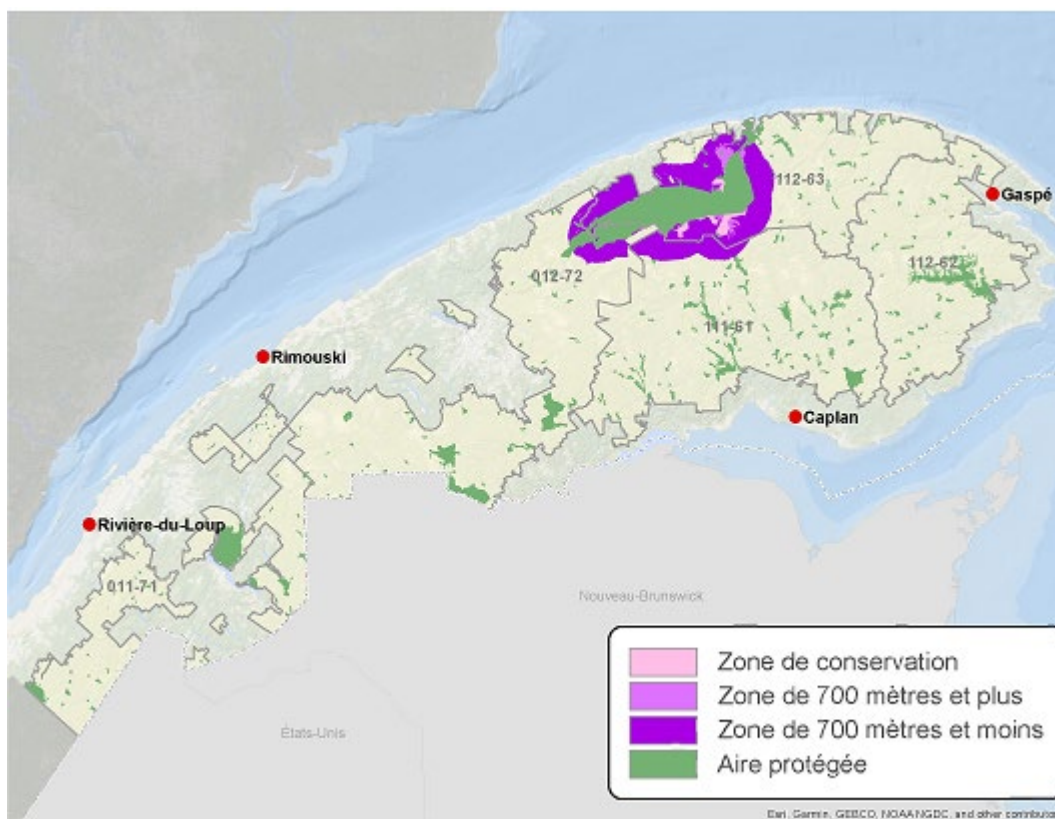 112-63
Gaspé
112-62
012-72
111-61
Rimouski
Caplan
Rivière-du-Loup
011-71
Nouveau-Brunswick
États-Unis
Zone de conservation
Zone de 700 mètres et plus
Zone de 700 mètres et moins
Aire protégée
Esri, Garmin, GEBCO, NOAA NGDC, and other contributo